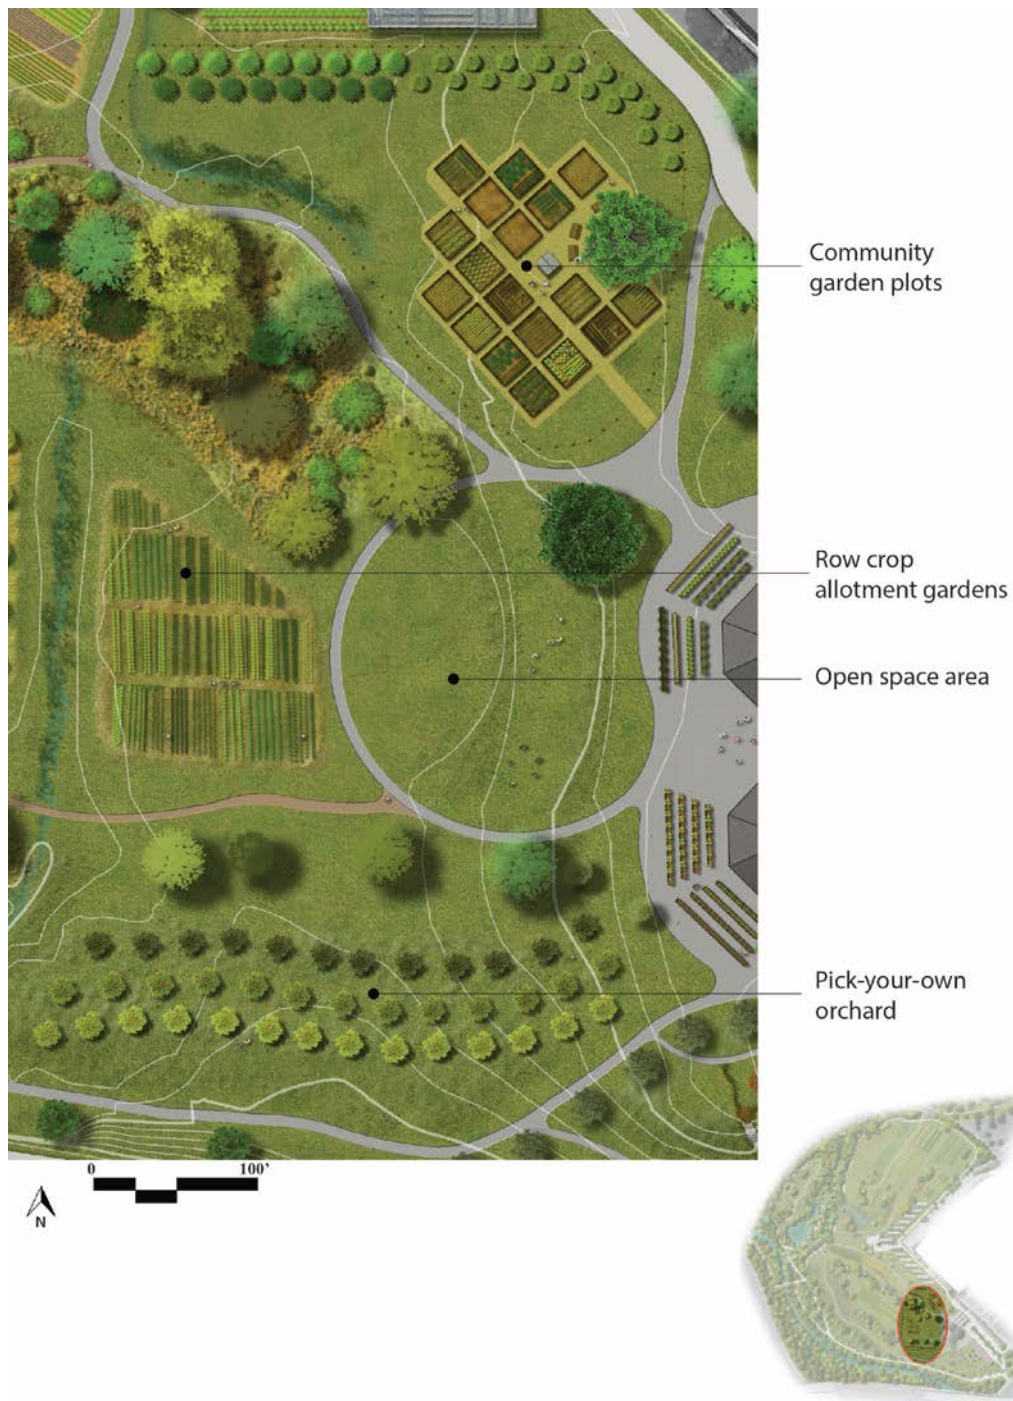 Community
garden plots
Row crop
allotment gardens
Open space area
Pick-your-own
orchard
0 100'
N